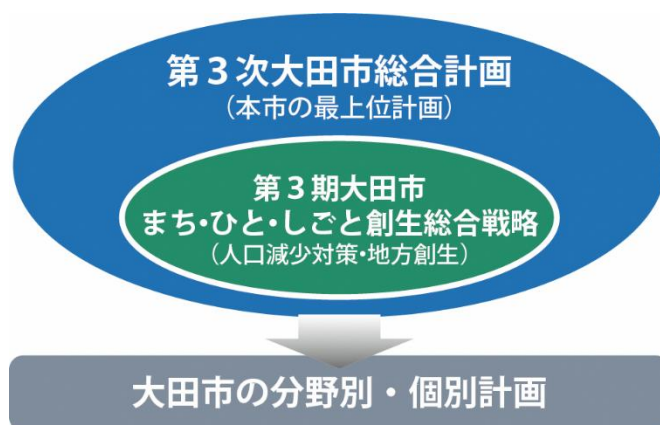 第３次大田市総合計画
（本市の最上位計画）
第３期大田市
まち・ひと・しごと創生総合戦略
（人口減少対策・地方創生）
大田市の分野別・個別計画